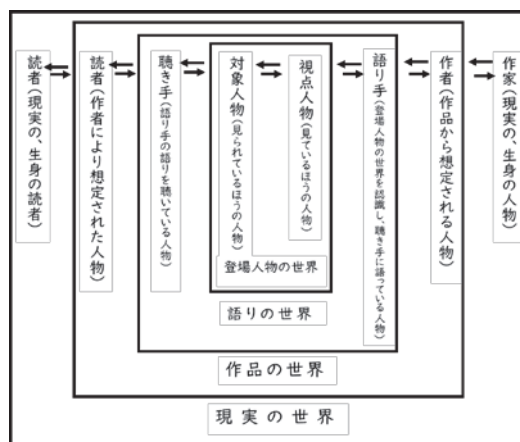 作家(現実の、生身の人物)
作者(作品から想定される人物)
語り手(登場人物の世界を認識し、聴き手に語っている人物)
視点人物(見ているほうの人物)
対象人物(見られているほうの人物)
聴き手(語り手の語りを聴いている人物)
読者(作者により想定された人物)
読者(現実の、生身の読者)
登場人物の世界
語りの世界
作品の世界
現実の世界